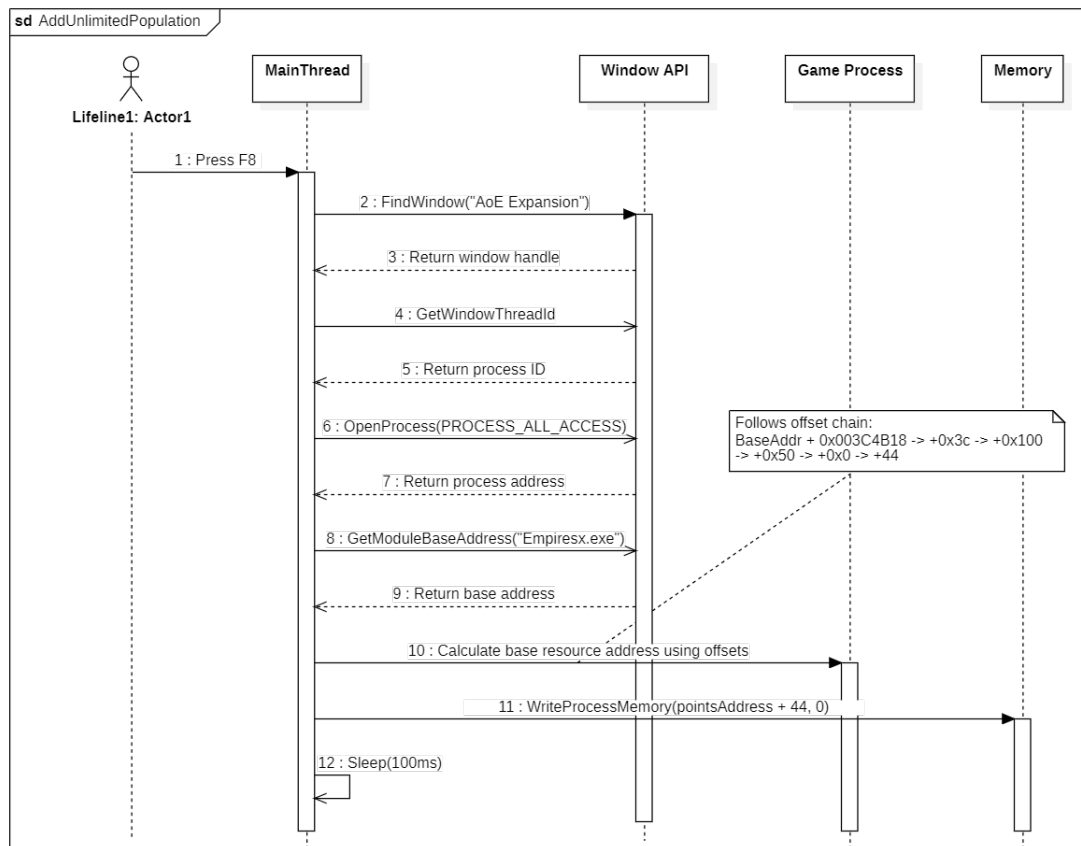 sd AddUnlimitedPopulation
MainThread
Window API
Game Process
Memory
Lifeline1: Actor1
1 : Press F8
2 : FindWindow("AoE Expansion")
3 : Return window handle
4 : GetWindowThreadId
5 : Return process ID
6 : OpenProcess(PROCESS_ALL_ACCESS)
Follows offset chain:
BaseAddr + 0x003C4B18 -> +0x3c -> +0x100
-> +0x50 -> +0x0 -> +44
7 : Return process address
8 : GetModuleBaseAddress("Empiresx.exe")
9 : Return base address
10 : Calculate base resource address using offsets
11 : WriteProcessMemory(pointsAddress + 44, 0)
12 : Sleep(100ms)